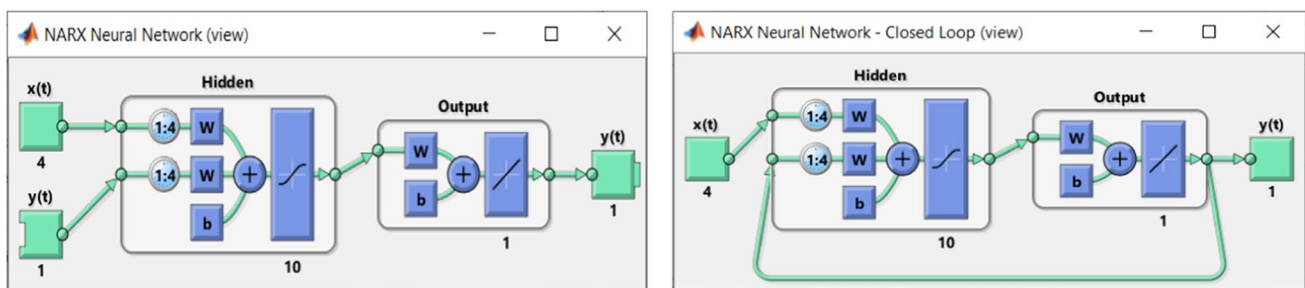 NARX Neural Network (view)
x(t)
4
y(t)
1
Hidden
1:4
W
1:4
W
b
10
Output
W
b
1
y(t)
1
NARX Neural Network - Closed Loop (view)
x(t)
4
Hidden
1:4
W
1:4
W
b
10
Output
W
b
1
y(t)
1